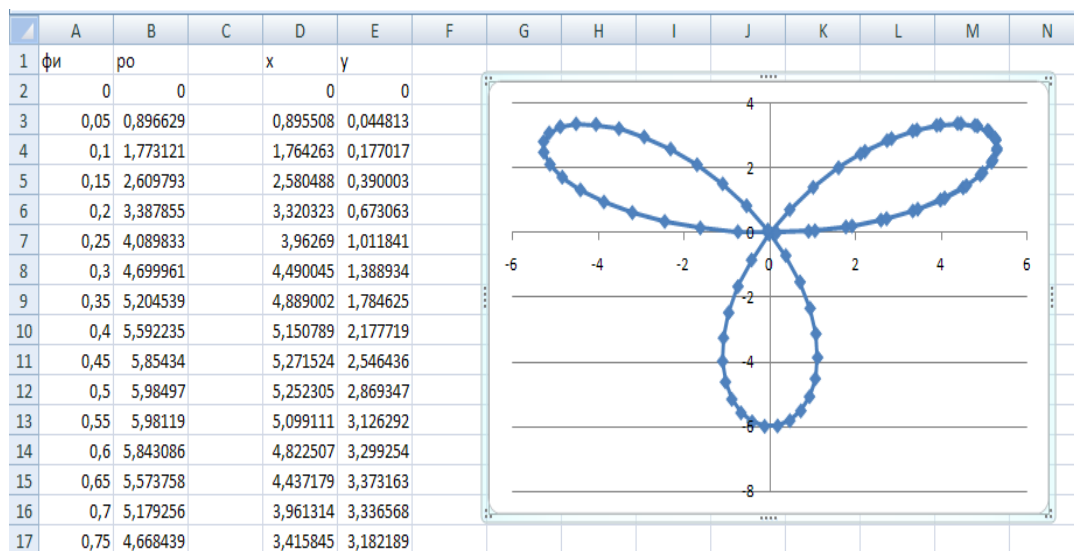 A B C D E F G H I J K L M N
1 фи ро x y
2 0 0 0 0
3 0,05 0,896629 0,895508 0,044813
4 0,1 1,773121 1,764263 0,177017
5 0,15 2,609793 2,580488 0,390003
6 0,2 3,387855 3,320323 0,673063
7 0,25 4,089833 3,96269 1,011841
8 0,3 4,699961 4,490045 1,388934
9 0,35 5,204539 4,889002 1,784625
10 0,4 5,592235 5,150789 2,177719
11 0,45 5,85434 5,271524 2,546436
12 0,5 5,98497 5,252305 2,869347
13 0,55 5,98119 5,099111 3,126292
14 0,6 5,843086 4,822507 3,299254
15 0,65 5,573758 4,437179 3,373163
16 0,7 5,179256 3,961314 3,336568
17 0,75 4,668439 3,415845 3,182189
4
2
0
-6 -4 -2 0 2 4 6
-2
-4
-6
-8